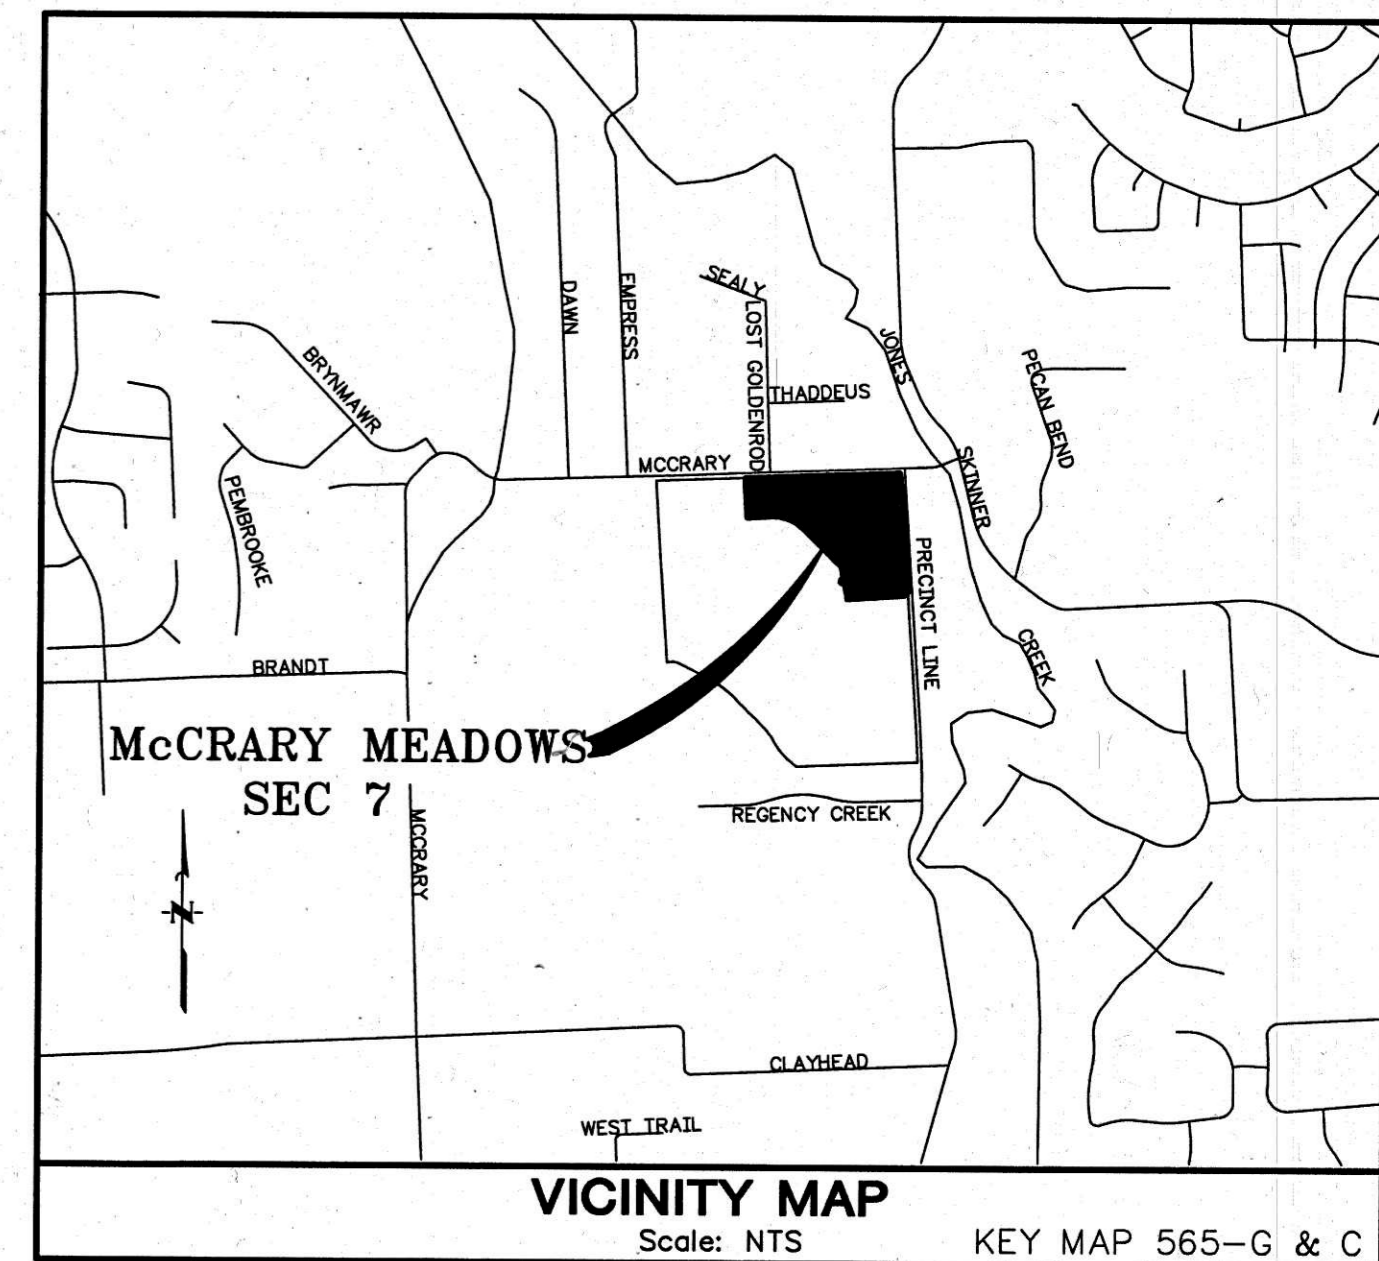 SEALY
DAWN
EMPRESS
LOST GOLDENROD
JONES
BRYNMAWR
THADDEUS
PECAN BEND
MCCRARY
SKINNER
PEMBROOKE
PRECINCT LINE
CREEK
BRANDT
McCRARY MEADOWS
SEC 7
REGENCY CREEK
MCCRARY
N
CLAYHEAD
WEST TRAIL
VICINITY MAP
Scale: NTS
KEY MAP 565-G & C